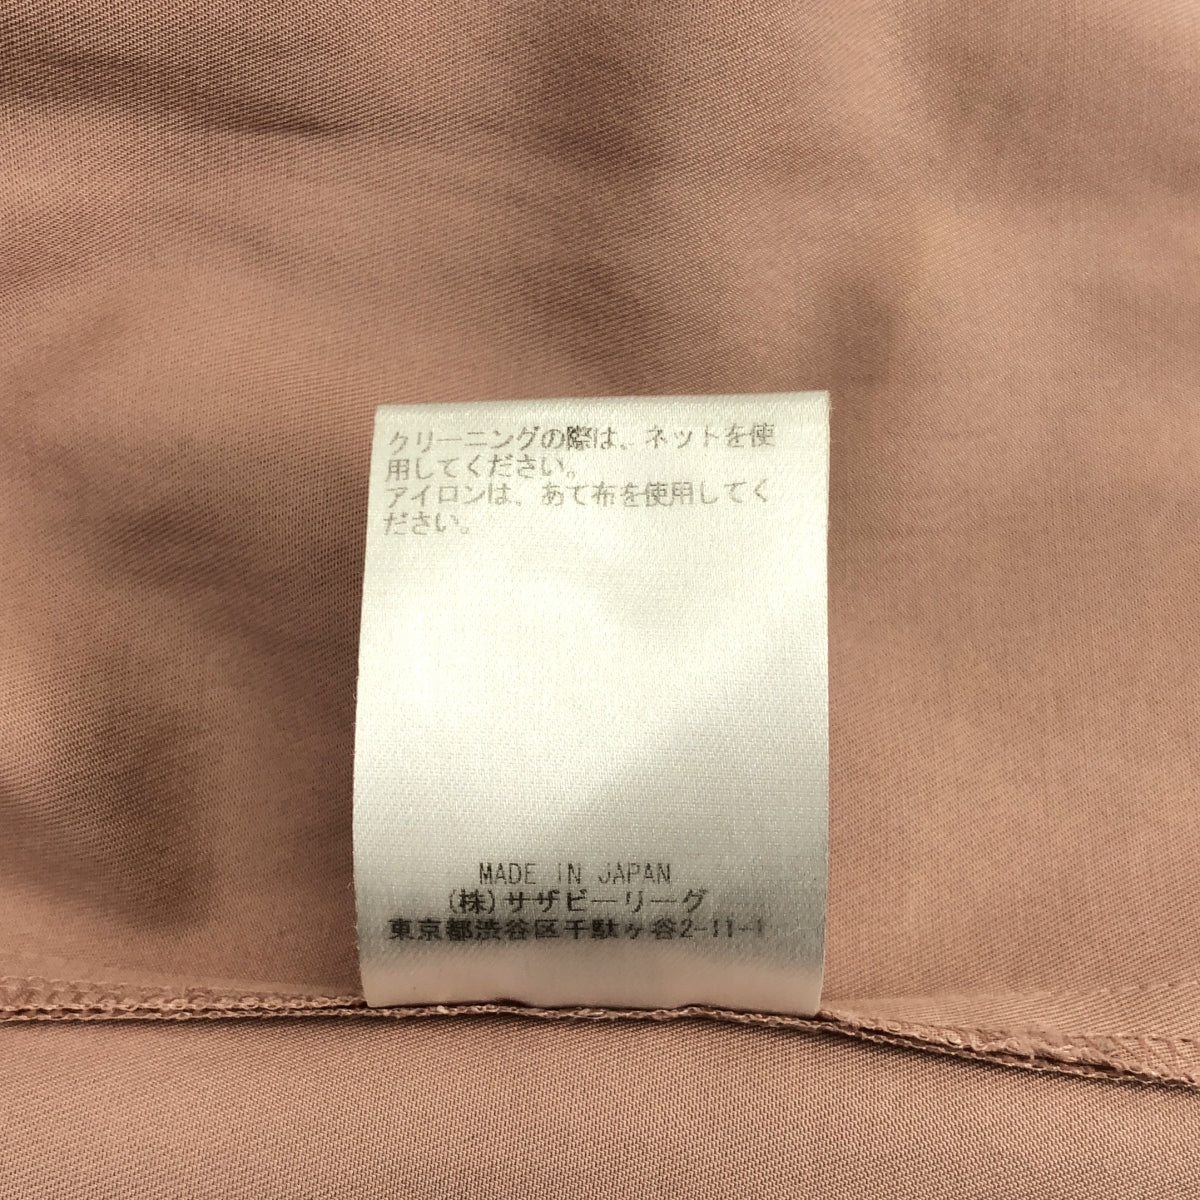 クリーニングの際は、ネットを使
用してください。
アイロンは、あて布を使用してく
ださい。
MADE IN JAPAN
(株)サザビーリーグ
東京都渋谷区千駄ヶ谷2-11-1